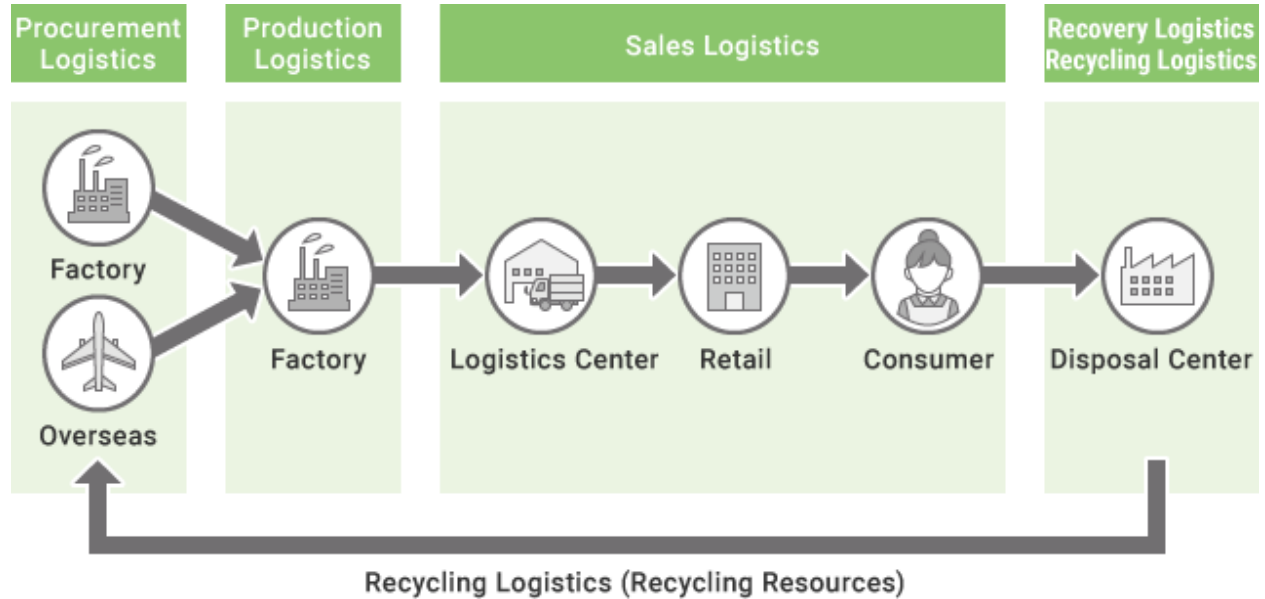 Procurement
Logistics
Production
Logistics
Sales Logistics
Recovery Logistics
Recycling Logistics
Factory
Overseas
Factory
Logistics Center
Retail
Consumer
Disposal Center
Recycling Logistics (Recycling Resources)